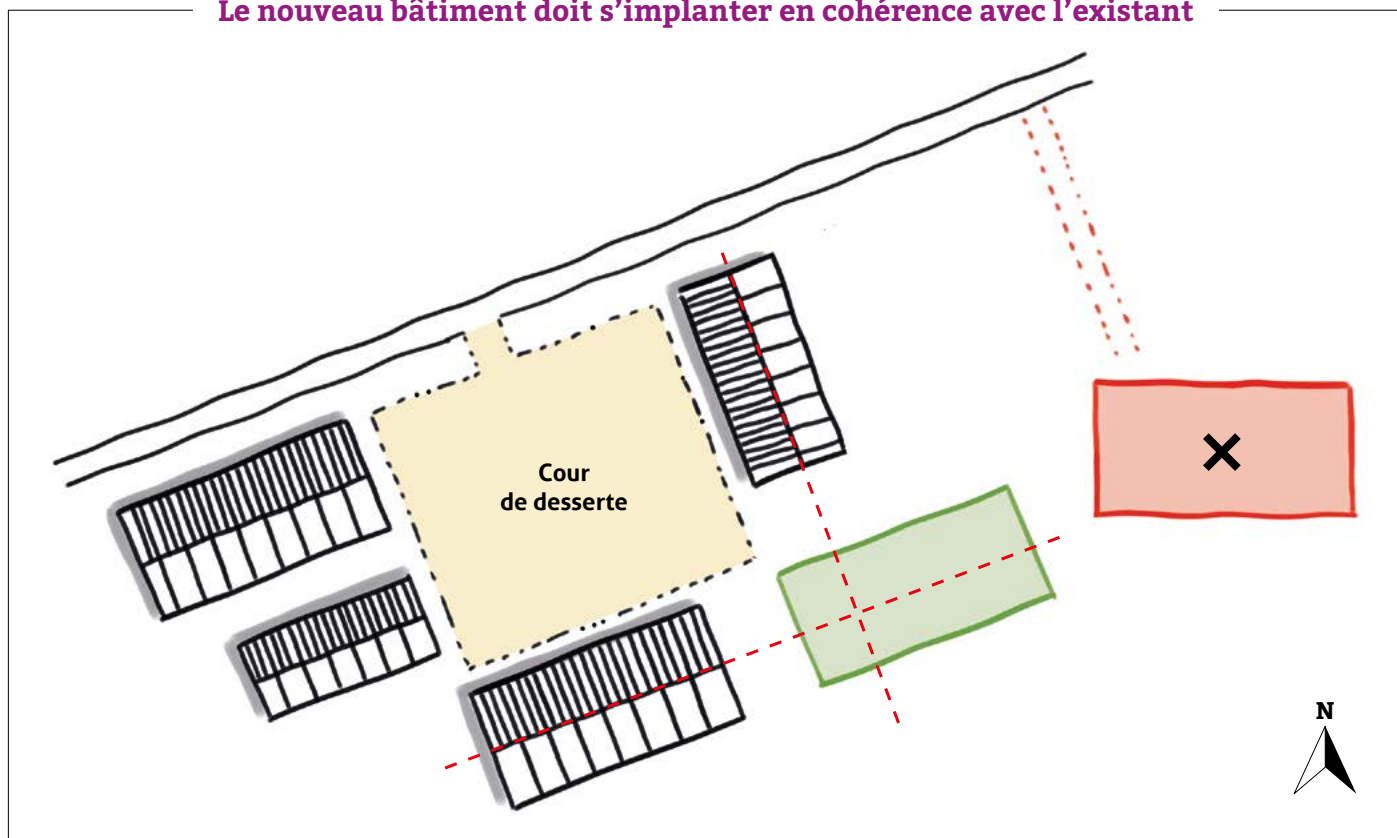 Le nouveau bâtiment doit s’implanter en cohérence avec l’existant
Cour
de desserte
N